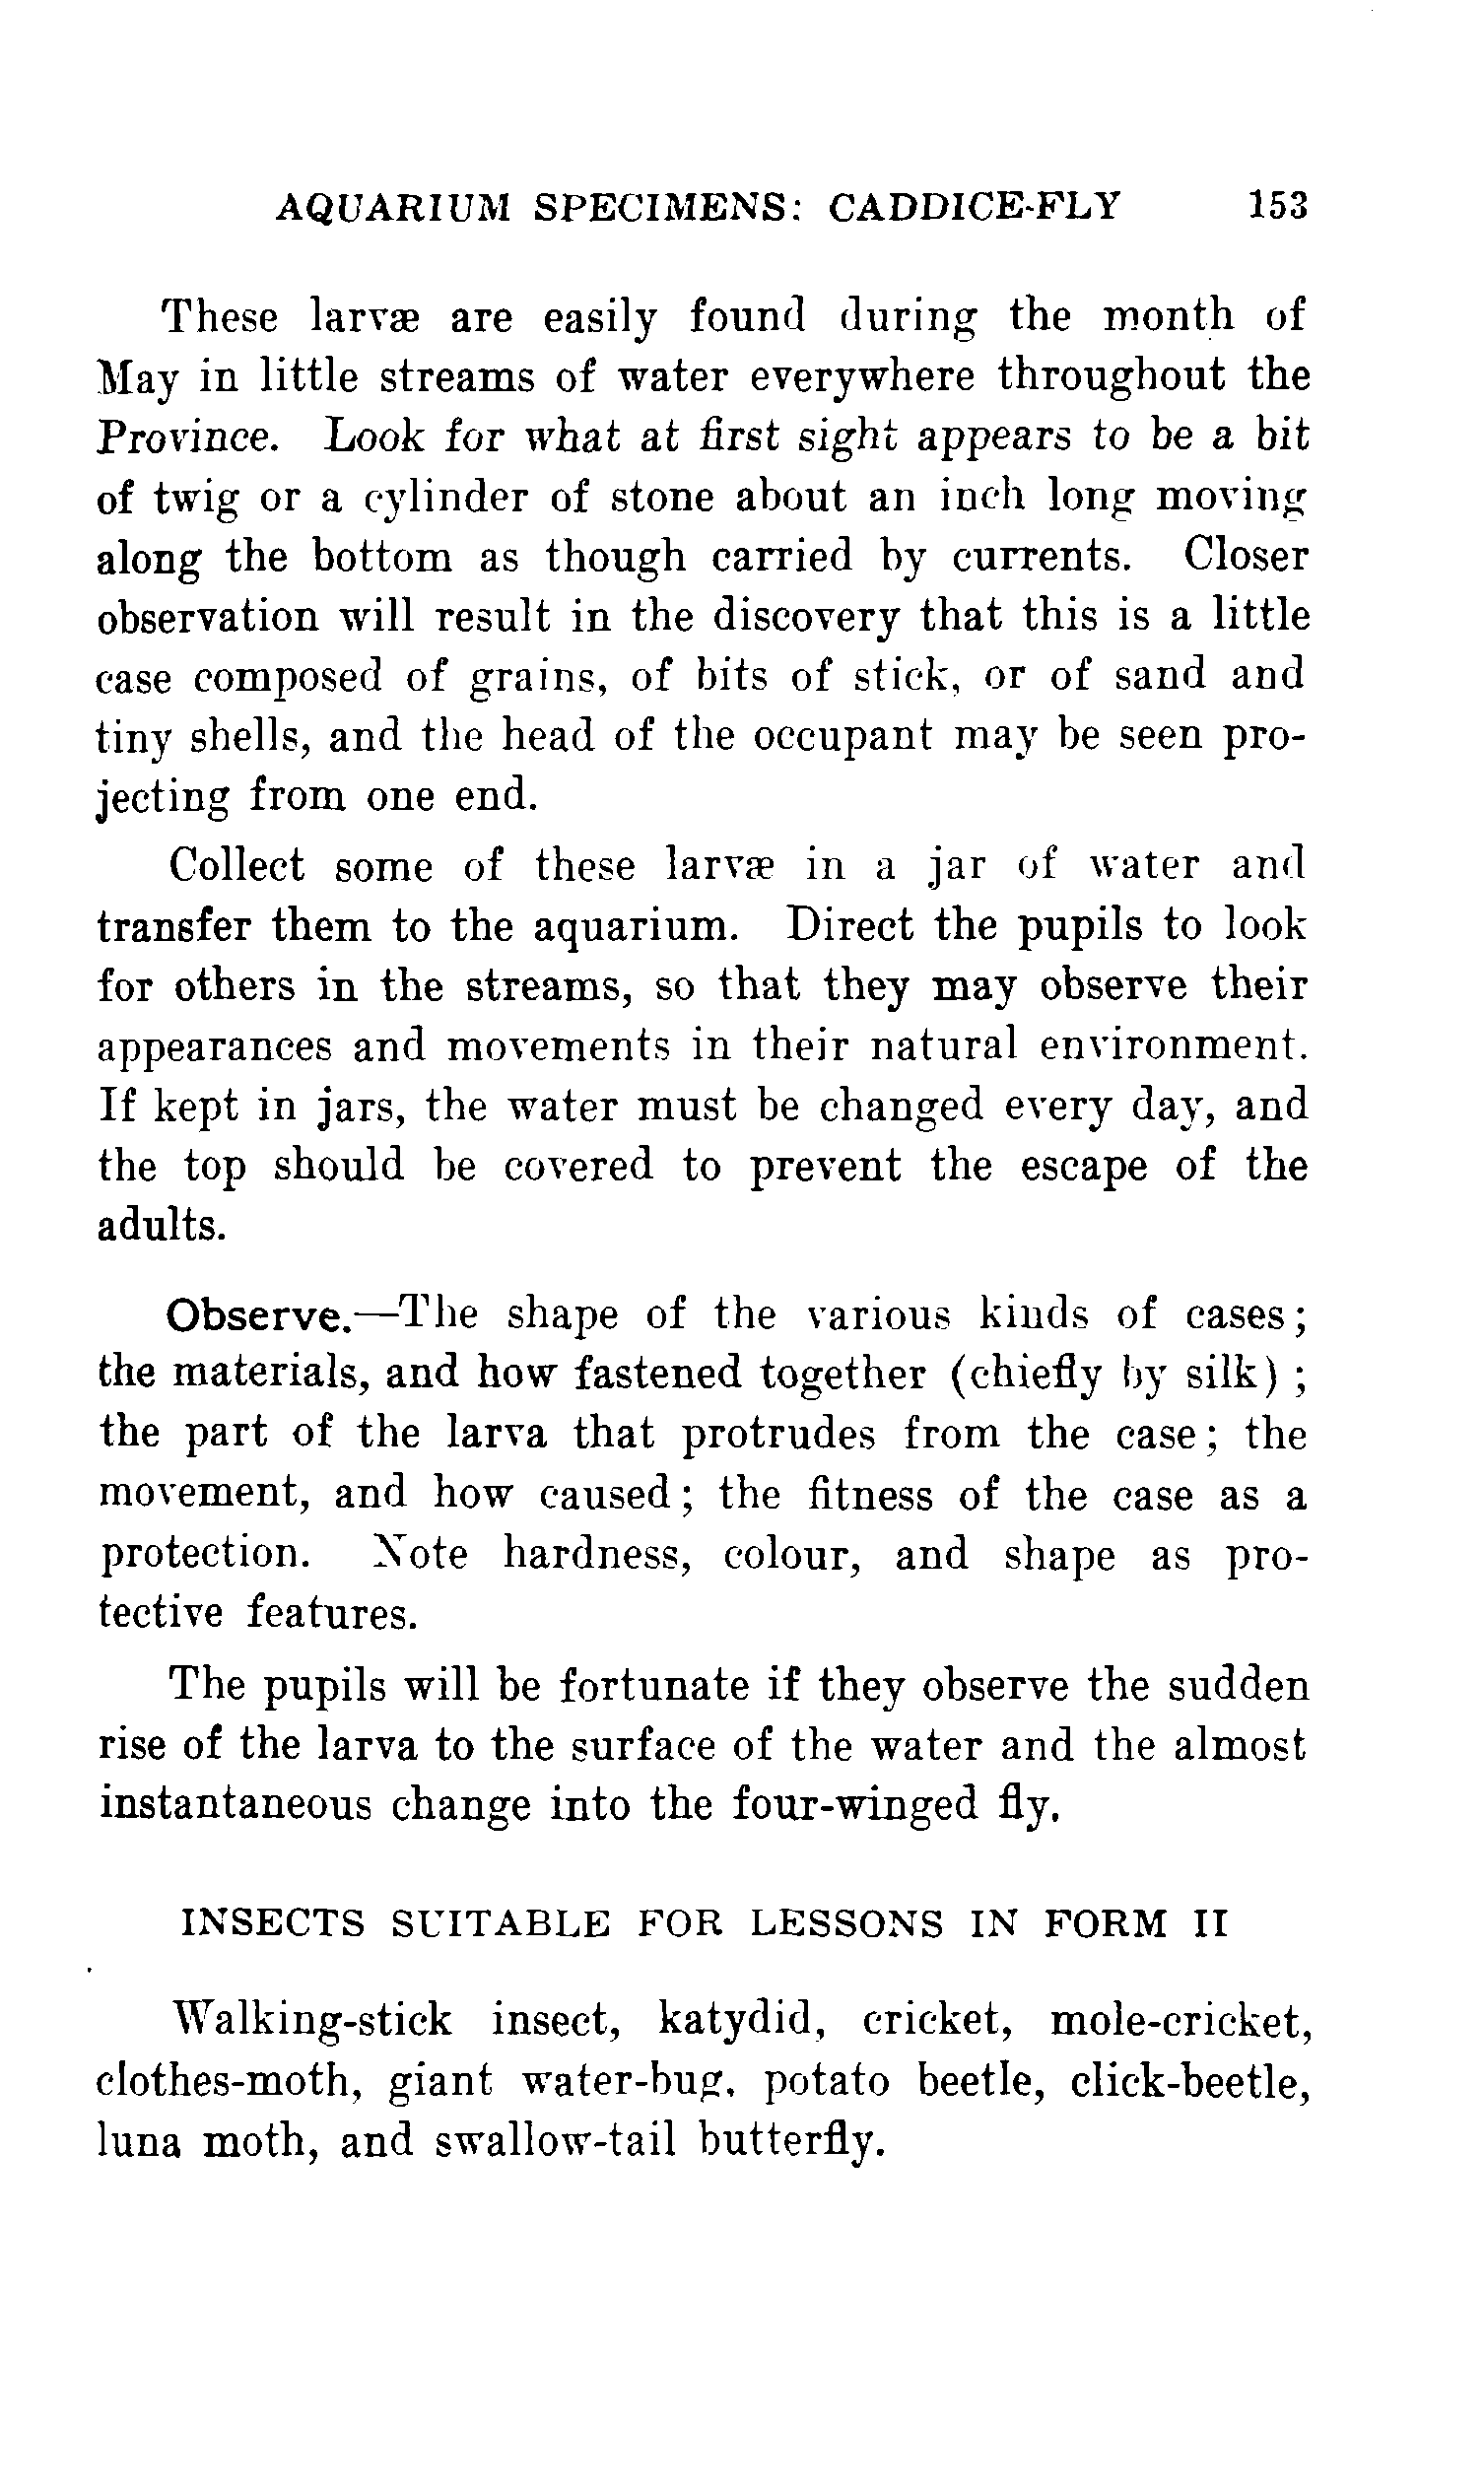 AQUARIUM SPECIMENS: CADDICE-FLY 153
These larvæ are easily found during the month of
May in little streams of water everywhere throughout the
Province. Look for what at first sight appears to be a bit
of twig or a cylinder of stone about an inch long moving
along the bottom as though carried by currents. Closer
observation will result in the discovery that this is a little
case composed of grains, of bits of stick, or of sand and
tiny shells, and the head of the occupant may be seen pro-
jecting from one end.
Collect some of these larvæ in a jar of water and
transfer them to the aquarium. Direct the pupils to look
for others in the streams, so that they may observe their
appearances and movements in their natural environment.
If kept in jars, the water must be changed every day, and
the top should be covered to prevent the escape of the
adults.
Observe.—The shape of the various kinds of cases;
the materials, and how fastened together (chiefly by silk) ;
the part of the larva that protrudes from the case; the
movement, and how caused; the fitness of the case as a
protection. Note hardness, colour, and shape as pro-
tective features.
The pupils will be fortunate if they observe the sudden
rise of the larva to the surface of the water and the almost
instantaneous change into the four-winged fly.
INSECTS SUITABLE FOR LESSONS IN FORM II
Walking-stick insect, katydid, cricket, mole-cricket,
clothes-moth, giant water-bug, potato beetle, click-beetle,
luna moth, and swallow-tail butterfly.